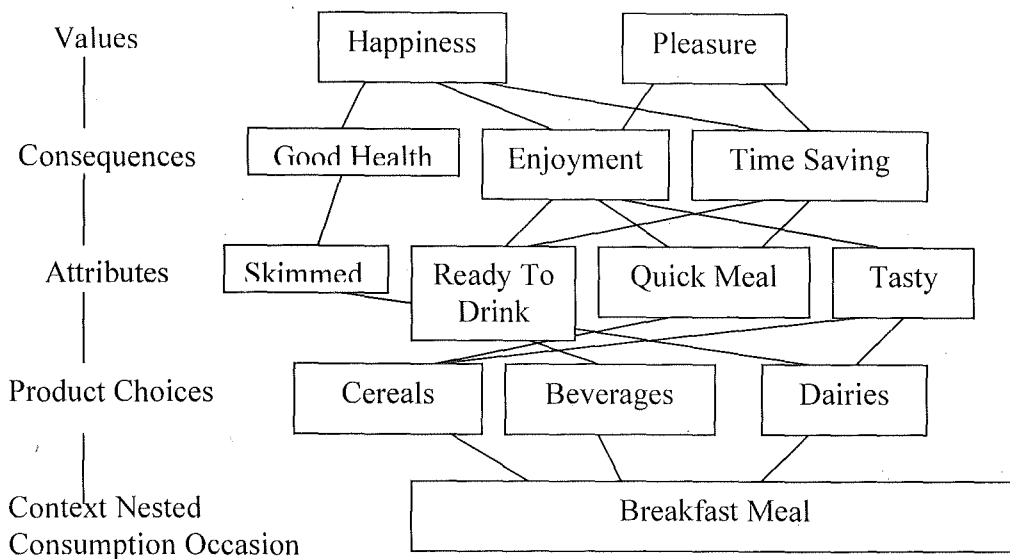 Values
Happiness
Pleasure
Consequences
Good Health
Enjoyment
Time Saving
Attributes
Skimmed
Ready To
Drink
Quick Meal
Tasty
Product Choices
Cereals
Beverages
Dairies
Context Nested
Consumption Occasion
Breakfast Meal